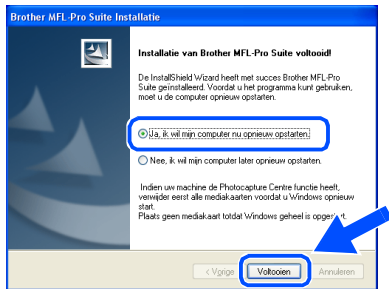 Brother MFL-Pro Suite Installatie
Installatie van Brother MFL-Pro Suite voltooid!
De InstallShield Wizard heeft met succes Brother MFL-Pro
Suite geïnstalleerd. Voordat u het programma kunt gebruiken,
moet u de computer opnieuw opstarten.
Ja, ik wil mijn computer nu opnieuw opstarten.
Nee, ik wil mijn computer later opnieuw opstarten.
Indien uw machine de Photocapture Centre functie heeft,
verwijder eerst alle mediakaarten voordat u Windows opnieuw
start.
Plaats geen mediakaart totdat Windows geheel is
< Vorige
Voltooien
Annuleren